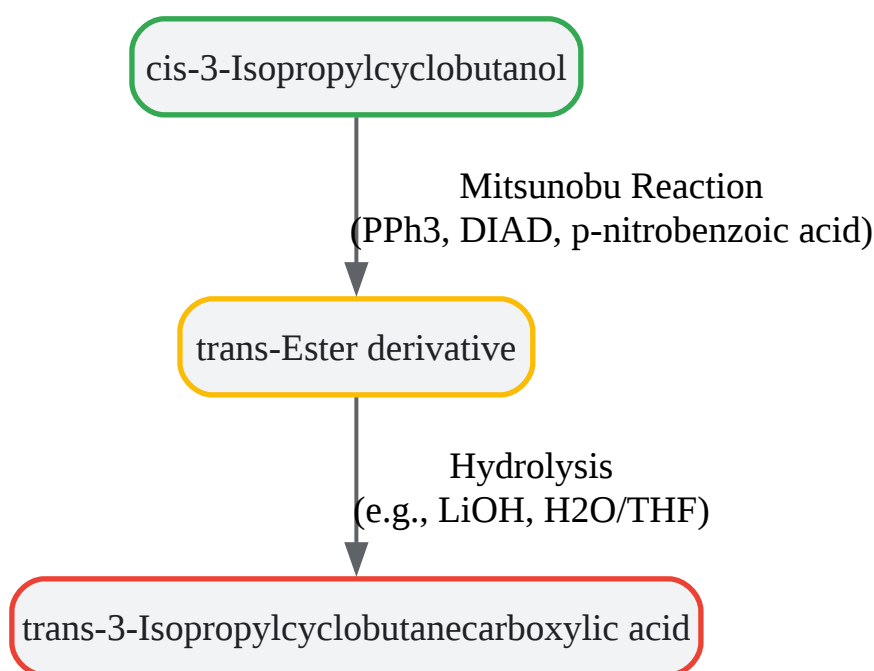 cis-3-Isopropylcyclobutanol
Mitsunobu Reaction
(PPh3, DIAD, p-nitrobenzoic acid)
trans-Ester derivative
Hydrolysis
(e.g., LiOH, H2O/THF)
trans-3-Isopropylcyclobutanecarboxylic acid